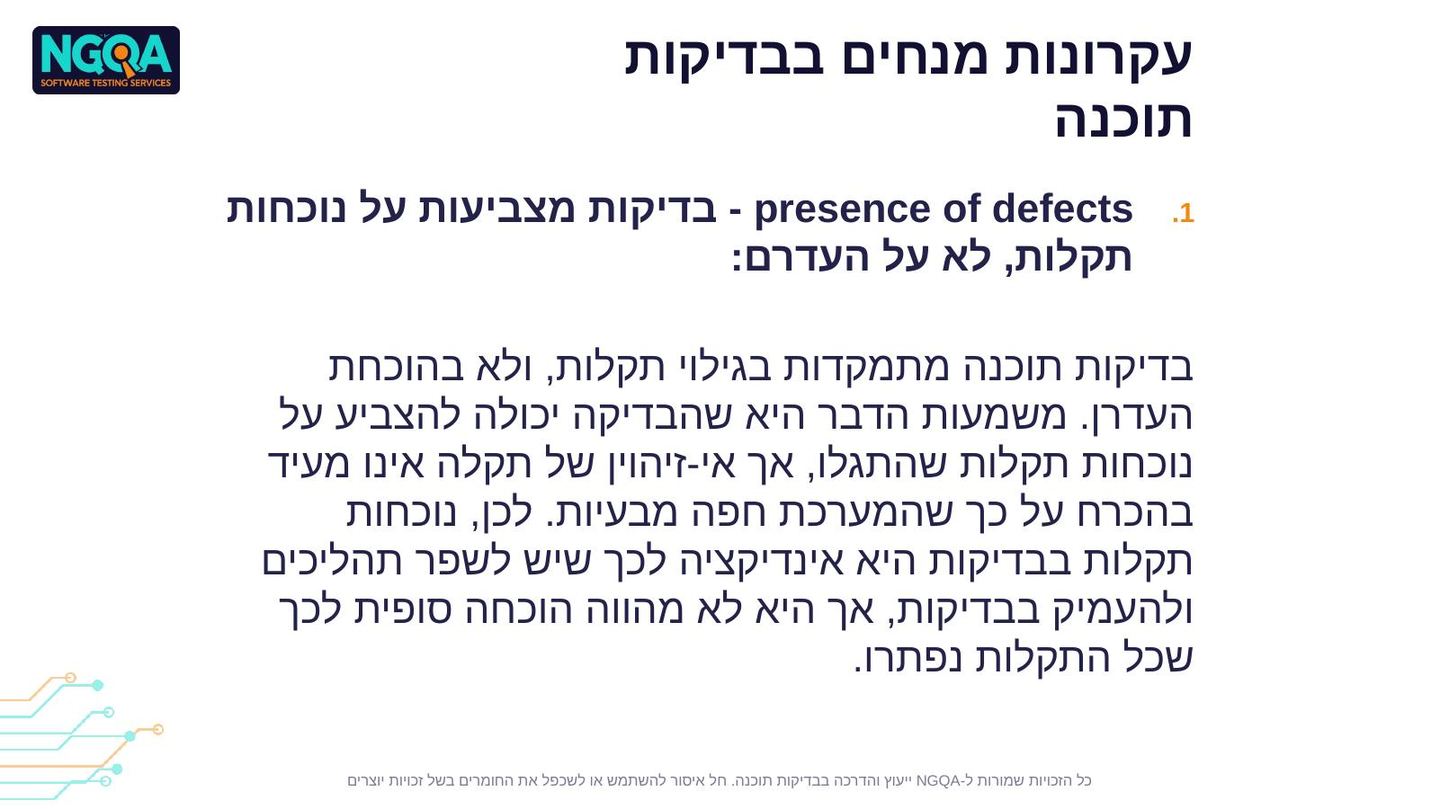 NGQA
SOFTWARE TESTING SERVICES
עקרונות מנחים בבדיקות
תוכנה
1. presence of defects - בדיקות מצביעות על נוכחות
תקלות, לא על העדרם:
בדיקות תוכנה מתמקדות בגילוי תקלות, ולא בהוכחת
העדרן. משמעות הדבר היא שהבדיקה יכולה להצביע על
נוכחות תקלות שהתגלו, אך אי-זיהוין של תקלה אינו מעיד
בהכרח על כך שהמערכת חפה מבעיות. לכן, נוכחות
תקלות בבדיקות היא אינדיקציה לכך שיש לשפר תהליכים
ולהעמיק בבדיקות, אך היא לא מהווה הוכחה סופית לכך
שכל התקלות נפתרו.
כל הזכויות שמורות ל-NGQA ייעוץ והדרכה בבדיקות תוכנה. חל איסור להשתמש או לשכפל את החומרים בשל זכויות יוצרים